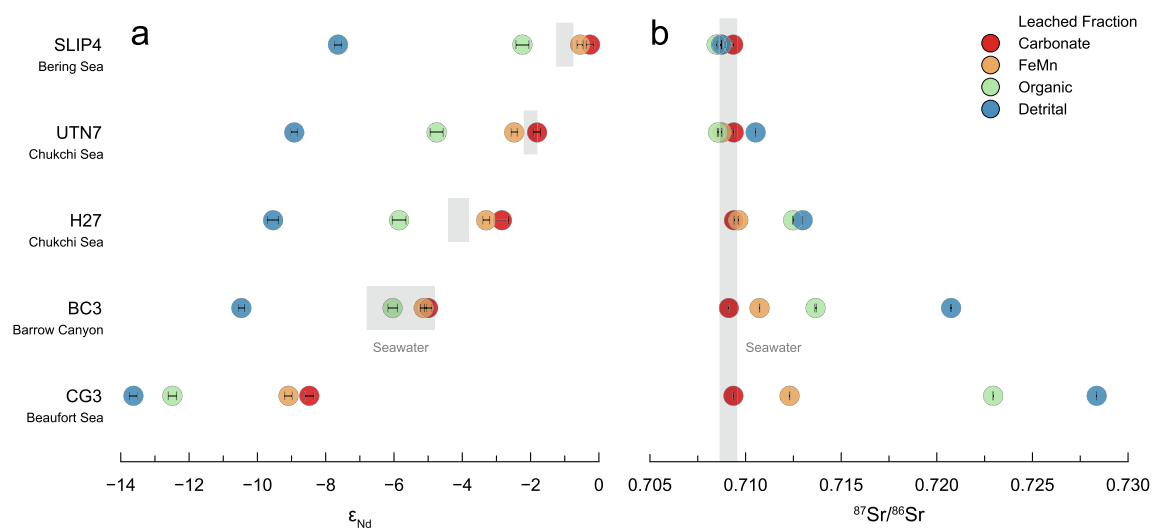 a
b
Leached Fraction
Carbonate
FeMn
Organic
Detrital
SLIP4
Bering Sea
UTN7
Chukchi Sea
H27
Chukchi Sea
BC3
Barrow Canyon
Seawater
Seawater
CG3
Beaufort Sea
−14 −12 −10 −8 −6 −4 −2 0
0.705 0.710 0.715 0.720 0.725 0.730
εNd
87Sr/86Sr